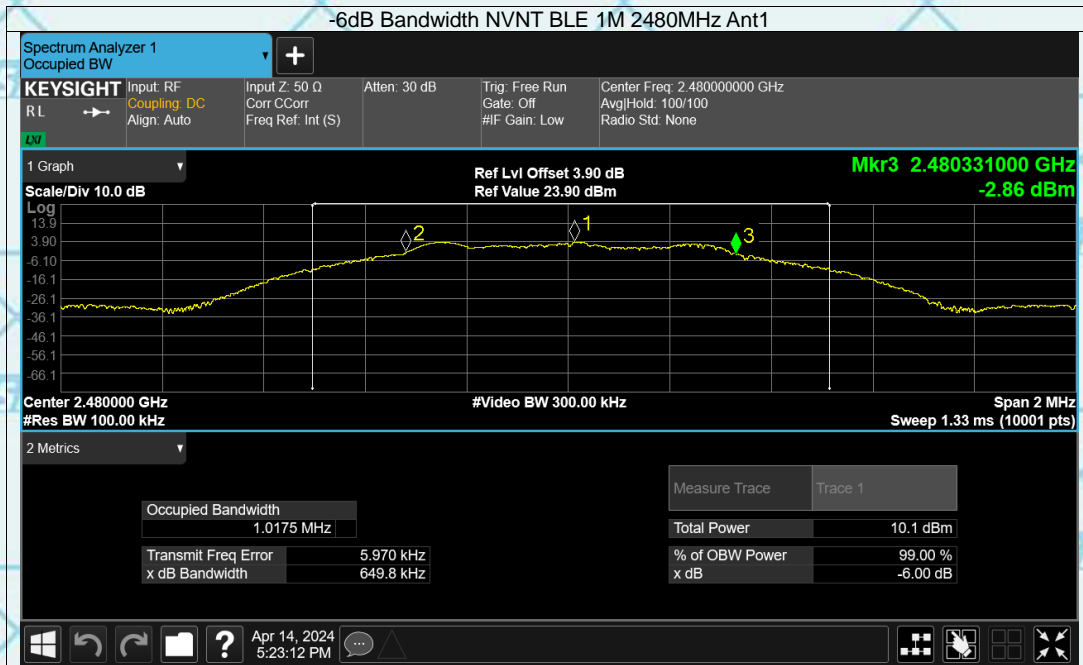 -6dB Bandwidth NVNT BLE 1M 2480MHz Ant1
Spectrum Analyzer 1
Occupied BW
+
KEYSIGHT
RL
LXI
Input: RF
Coupling: DC
Align: Auto
Input Z: 50 Ω
Corr CCorr
Freq Ref: Int (S)
Atten: 30 dB
Trig: Free Run
Gate: Off
#IF Gain: Low
Center Freq: 2.480000000 GHz
Avg|Hold: 100/100
Radio Std: None
1 Graph
Scale/Div 10.0 dB
Ref Lvl Offset 3.90 dB
Ref Value 23.90 dBm
Mkr3 2.480331000 GHz
-2.86 dBm
Log
13.9
3.90
-6.10
-16.1
-26.1
-36.1
-46.1
-56.1
-66.1
2
1
3
Center 2.480000 GHz
#Video BW 300.00 kHz
Span 2 MHz
#Res BW 100.00 kHz
Sweep 1.33 ms (10001 pts)
2 Metrics
Measure Trace Trace 1
Occupied Bandwidth
1.0175 MHz
Total Power 10.1 dBm
Transmit Freq Error 5.970 kHz
% of OBW Power 99.00 %
x dB Bandwidth 649.8 kHz
x dB -6.00 dB
?
Apr 14, 2024
5:23:12 PM